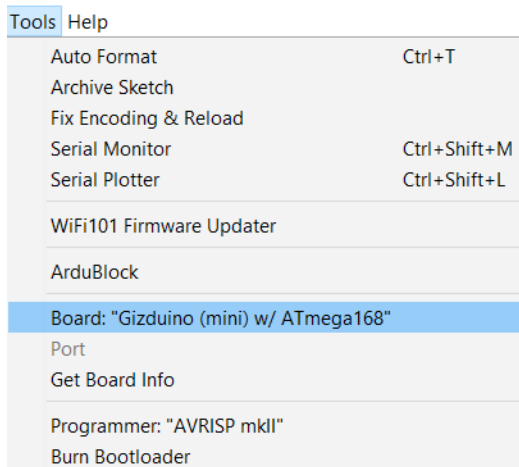 Tools Help
Auto Format Ctrl+T
Archive Sketch
Fix Encoding & Reload
Serial Monitor Ctrl+Shift+M
Serial Plotter Ctrl+Shift+L
WiFi101 Firmware Updater
ArduBlock
Board: "Gizduino (mini) w/ ATmega168"
Port
Get Board Info
Programmer: "AVRISP mkII"
Burn Bootloader